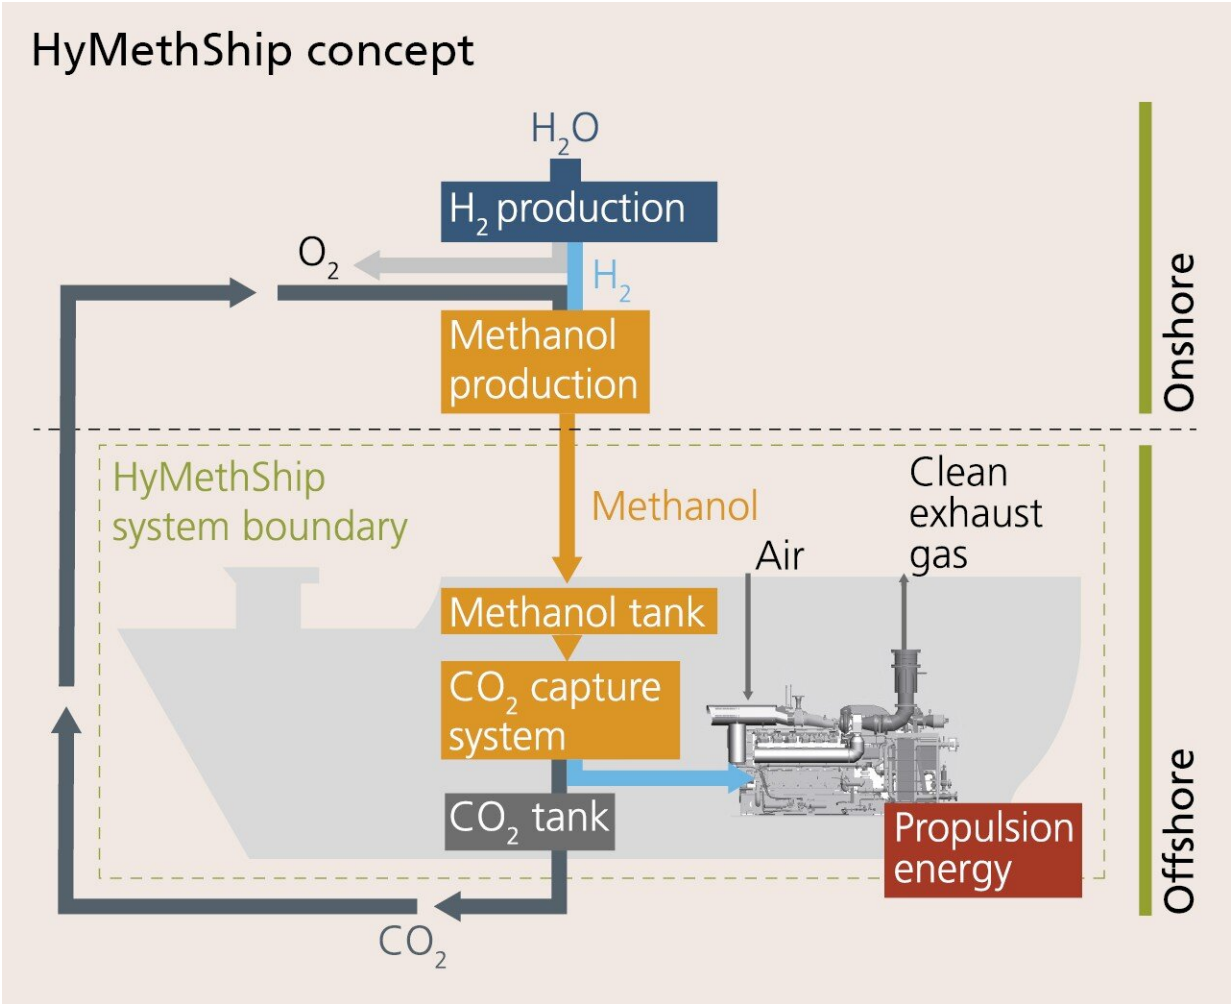 HyMethShip concept
H₂O
H₂ production
O₂
H₂
Methanol
production
Onshore
HyMethShip
system boundary
Methanol
Clean
exhaust
gas
Air
Methanol tank
CO₂ capture
system
CO₂ tank
Propulsion
energy
Offshore
CO₂